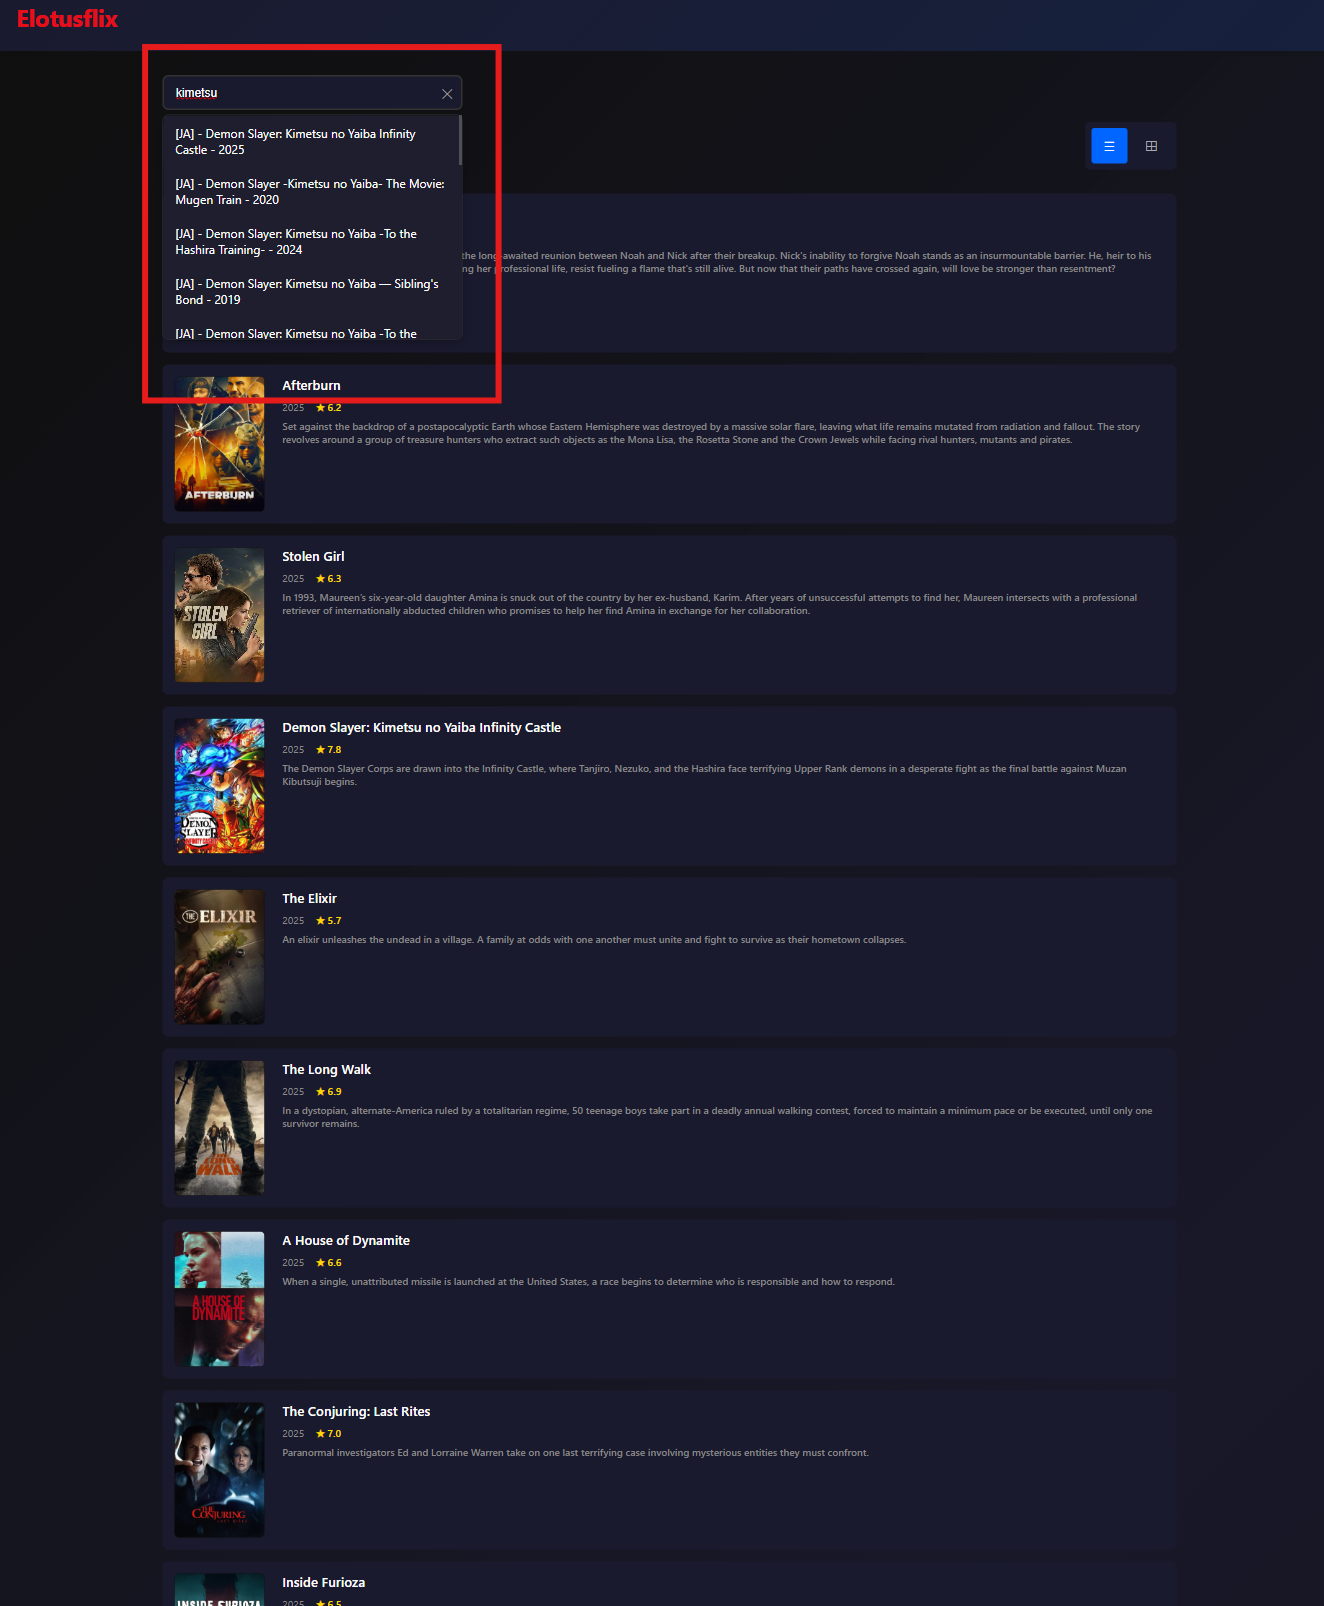 Elotusflix
kimetsu
[JA] - Demon Slayer: Kimetsu no Yaiba Infinity
Castle - 2025
[JA] - Demon Slayer -Kimetsu no Yaiba- The Movie:
Mugen Train - 2020
[JA] - Demon Slayer: Kimetsu no Yaiba -To the
Hashira Training- - 2024
[JA] - Demon Slayer: Kimetsu no Yaiba — Sibling's
Bond - 2019
[JA] - Demon Slayer: Kimetsu no Yaiba -To the
the long-awaited reunion between Noah and Nick after their breakup. Nick's inability to forgive Noah stands as an insurmountable barrier. He, heir to his
ng her professional life, resist fueling a flame that's still alive. But now that their paths have crossed again, will love be stronger than resentment?
AFTERBURN
Afterburn
2025 ★ 6.2
Set against the backdrop of a postapocalyptic Earth whose Eastern Hemisphere was destroyed by a massive solar flare, leaving what life remains mutated from radiation and fallout. The story
revolves around a group of treasure hunters who extract such objects as the Mona Lisa, the Rosetta Stone and the Crown Jewels while facing rival hunters, mutants and pirates.
STOLEN
GIRL
Stolen Girl
2025 ★ 6.3
In 1993, Maureen's six-year-old daughter Amina is snuck out of the country by her ex-husband, Karim. After years of unsuccessful attempts to find her, Maureen intersects with a professional
retriever of internationally abducted children who promises to help her find Amina in exchange for her collaboration.
DEMON
SLAYER
INFINITY CASTLE
Demon Slayer: Kimetsu no Yaiba Infinity Castle
2025 ★ 7.8
The Demon Slayer Corps are drawn into the Infinity Castle, where Tanjiro, Nezuko, and the Hashira face terrifying Upper Rank demons in a desperate fight as the final battle against Muzan
Kibutsuji begins.
THE ELIXIR
The Elixir
2025 ★ 5.7
An elixir unleashes the undead in a village. A family at odds with one another must unite and fight to survive as their hometown collapses.
THE LONG
WALK
The Long Walk
2025 ★ 6.9
In a dystopian, alternate-America ruled by a totalitarian regime, 50 teenage boys take part in a deadly annual walking contest, forced to maintain a minimum pace or be executed, until only one
survivor remains.
A HOUSE OF
DYNAMITE
A House of Dynamite
2025 ★ 6.6
When a single, unattributed missile is launched at the United States, a race begins to determine who is responsible and how to respond.
THE
CONJURING
LAST RITES
The Conjuring: Last Rites
2025 ★ 7.0
Paranormal investigators Ed and Lorraine Warren take on one last terrifying case involving mysterious entities they must confront.
INSIDE FURIOZA
Inside Furioza
2025 ★ 6.5